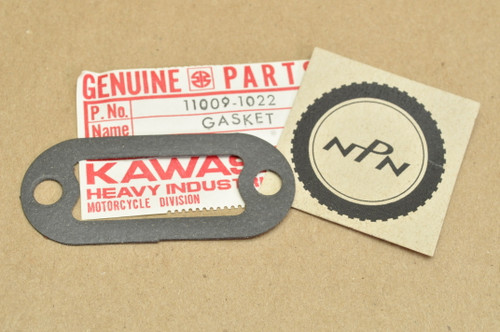 GENUINE PARTS
P. No. 11009-1022
Name GASKET
KAWAS
HEAVY INDUST
MOTORCYCLE DIVISION
NPN